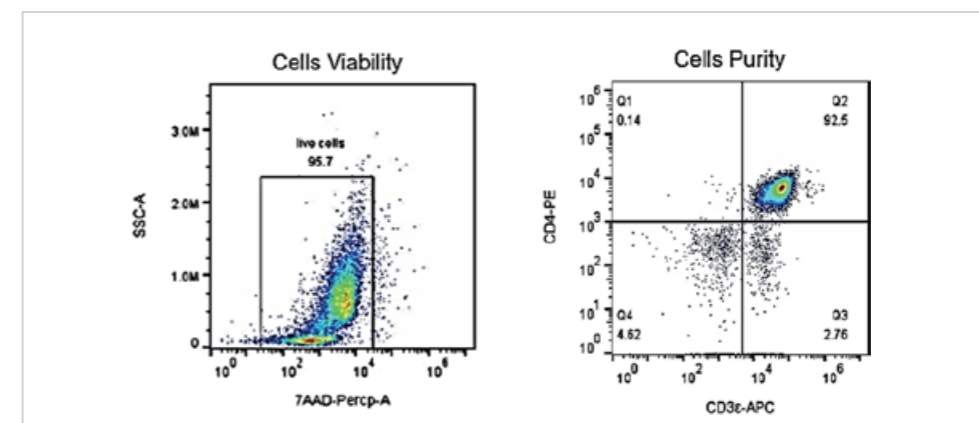 Cells Viability
SSC-A
3.0M
2.0M
1.0M
0
live cells
95.7
10^0
10^2
10^4
10^6
7AAD-Percp-A
Cells Purity
CD4-PE
10^6
10^5
10^4
10^3
10^2
10^1
10^0
Q1
0.14
Q2
92.5
Q4
4.62
Q3
2.76
10^0
10^2
10^4
10^6
CD3ε-APC